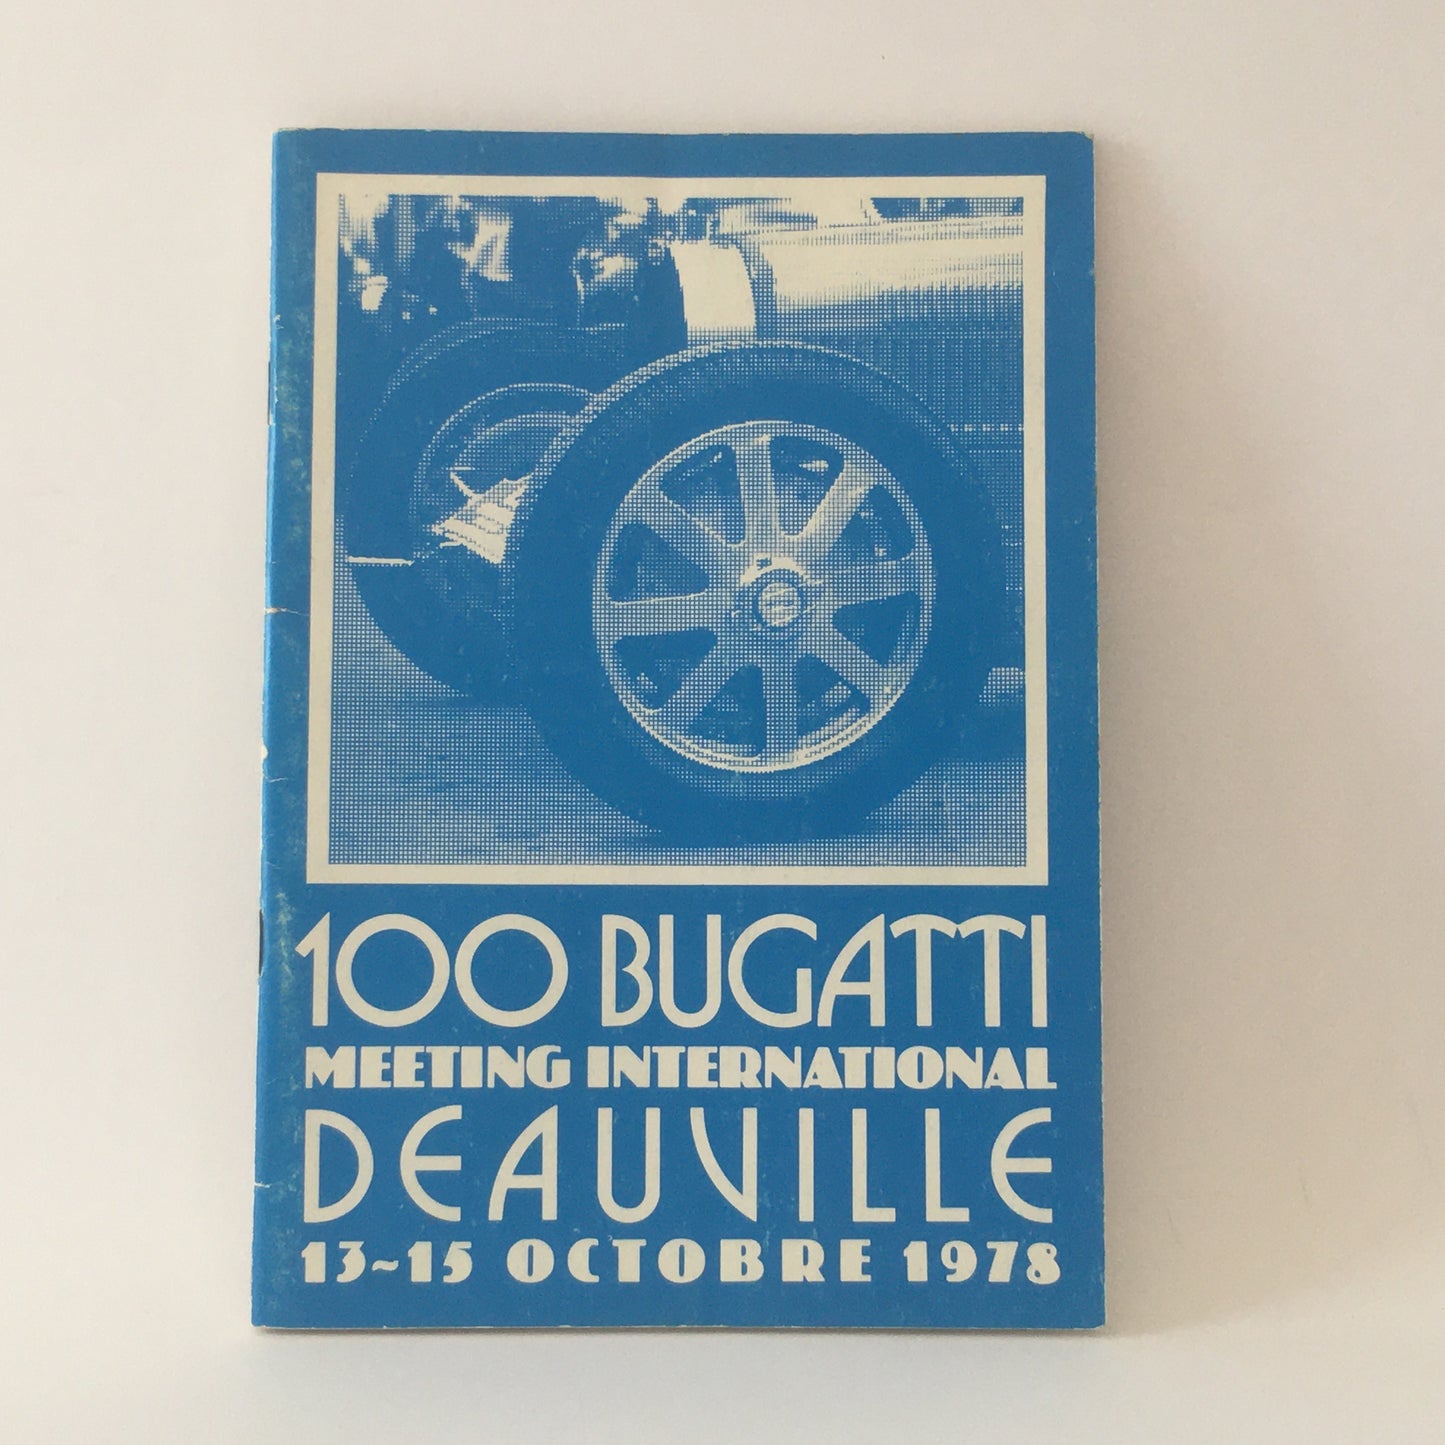 100 BUGATTI
MEETING INTERNATIONAL
DEAUVILLE
13~15 OCTOBRE 1978